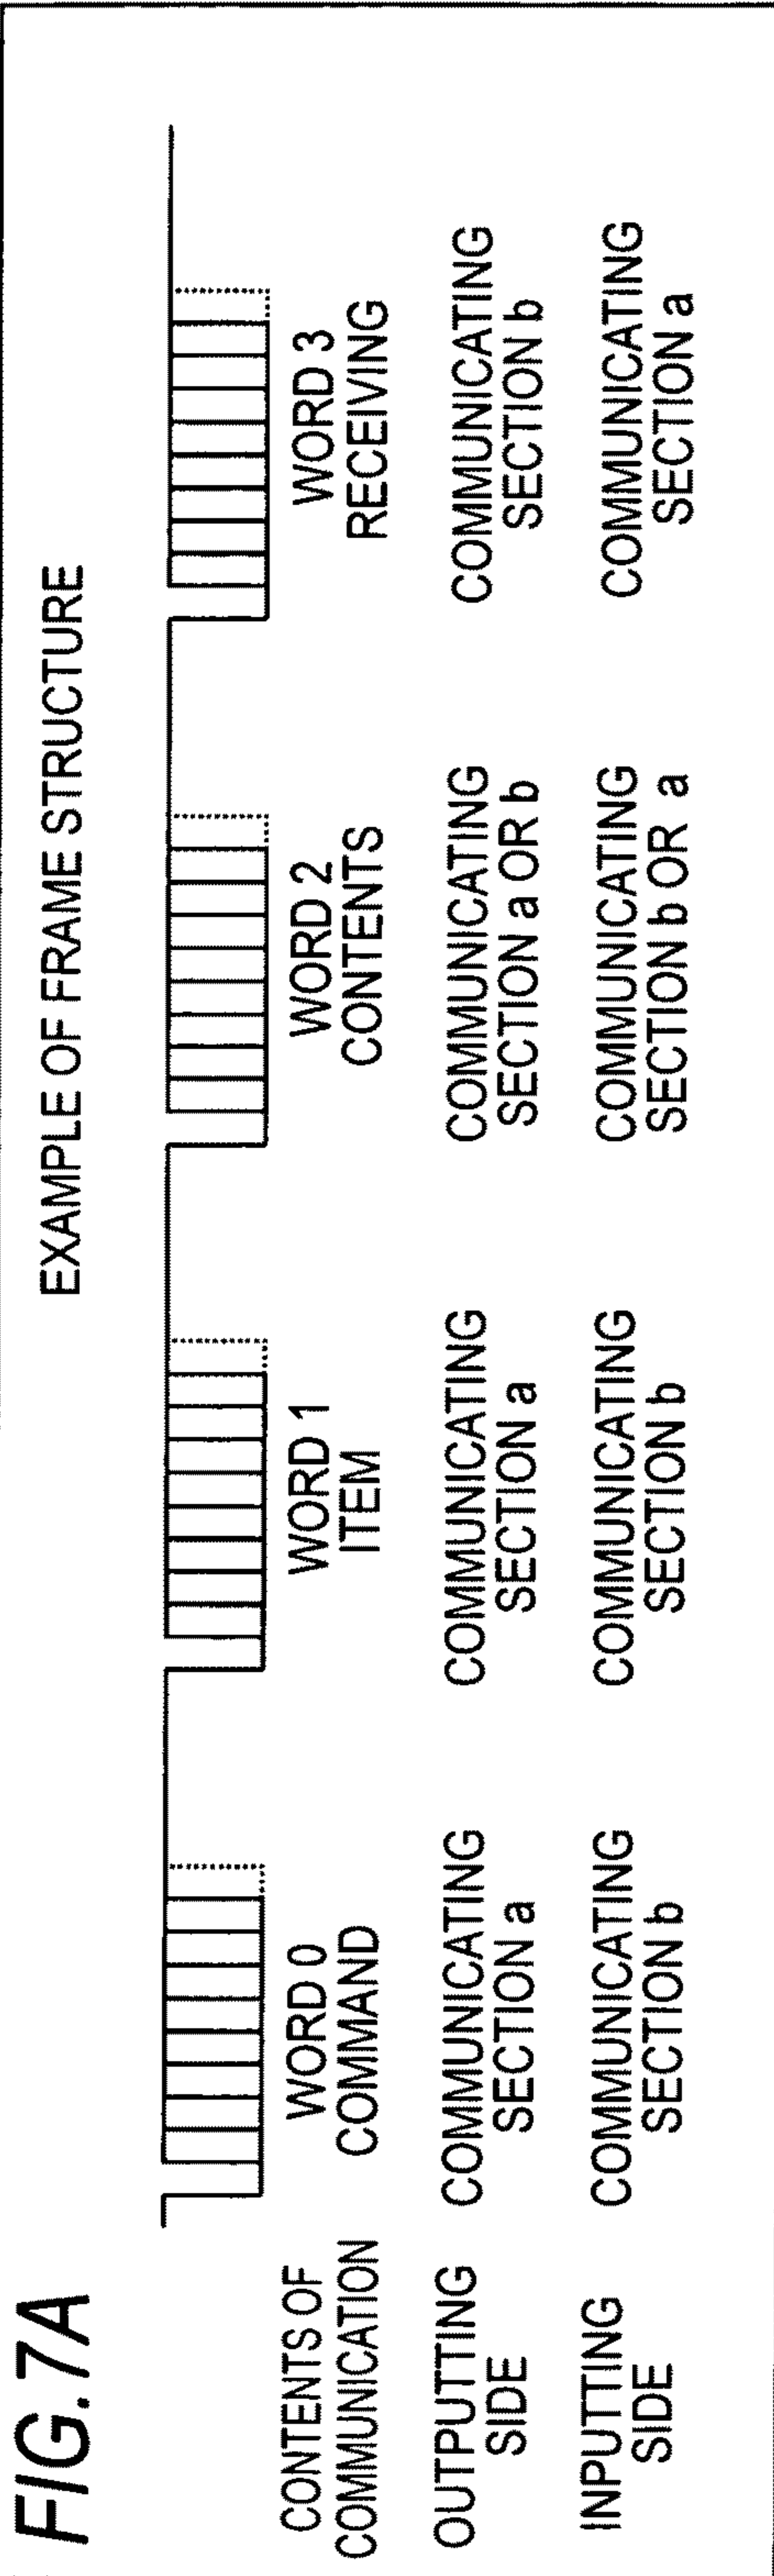 FIG.7A
EXAMPLE OF FRAME STRUCTURE
CONTENTS OF
COMMUNICATION
WORD 0
COMMAND
WORD 1
ITEM
WORD 2
CONTENTS
WORD 3
RECEIVING
OUTPUTTING
SIDE
COMMUNICATING
SECTION a
COMMUNICATING
SECTION a
COMMUNICATING
SECTION a OR b
COMMUNICATING
SECTION b
INPUTTING
SIDE
COMMUNICATING
SECTION b
COMMUNICATING
SECTION b
COMMUNICATING
SECTION b OR a
COMMUNICATING
SECTION a